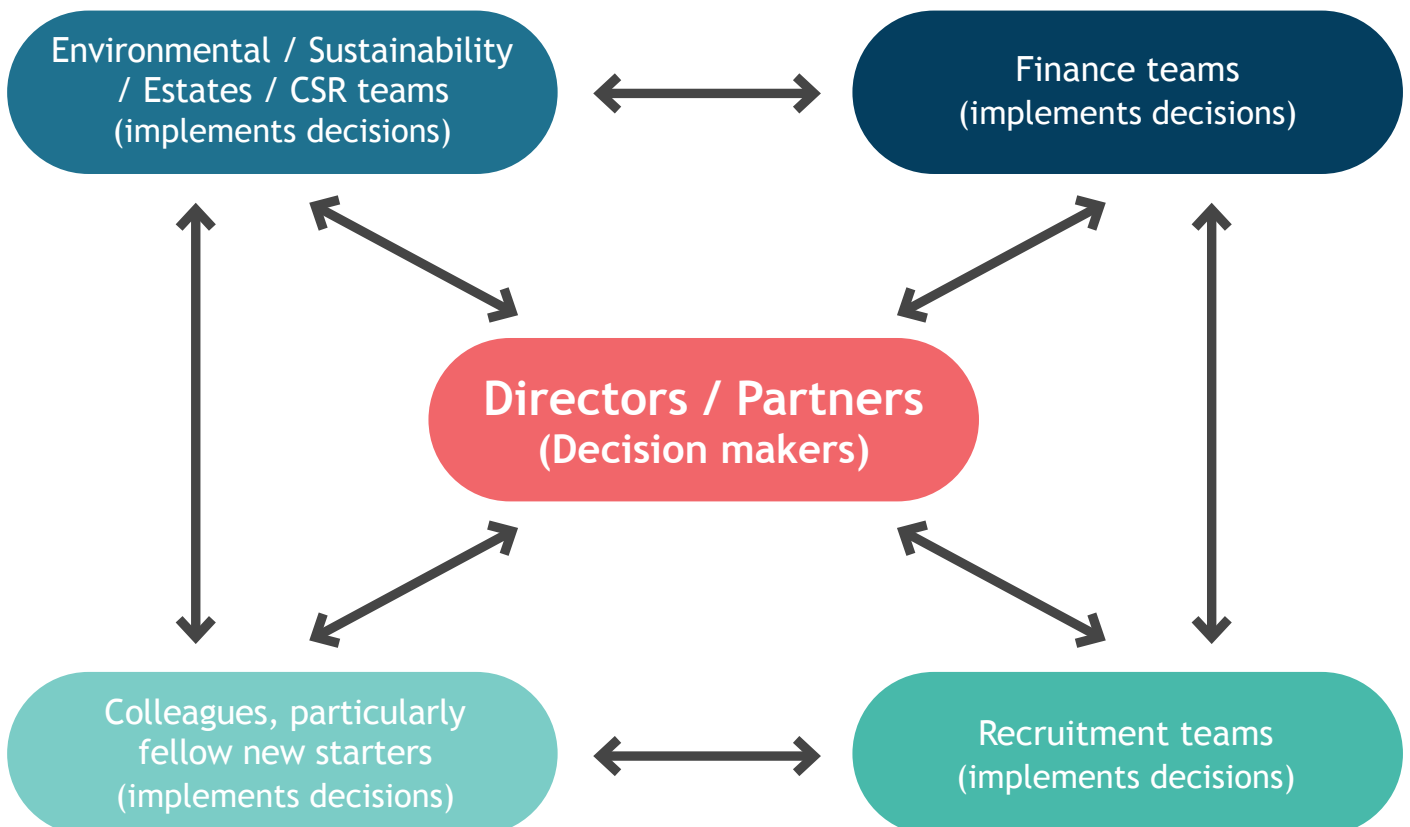 Environmental / Sustainability
/ Estates / CSR teams
(implements decisions)
Finance teams
(implements decisions)
Directors / Partners
(Decision makers)
Colleagues, particularly
fellow new starters
(implements decisions)
Recruitment teams
(implements decisions)